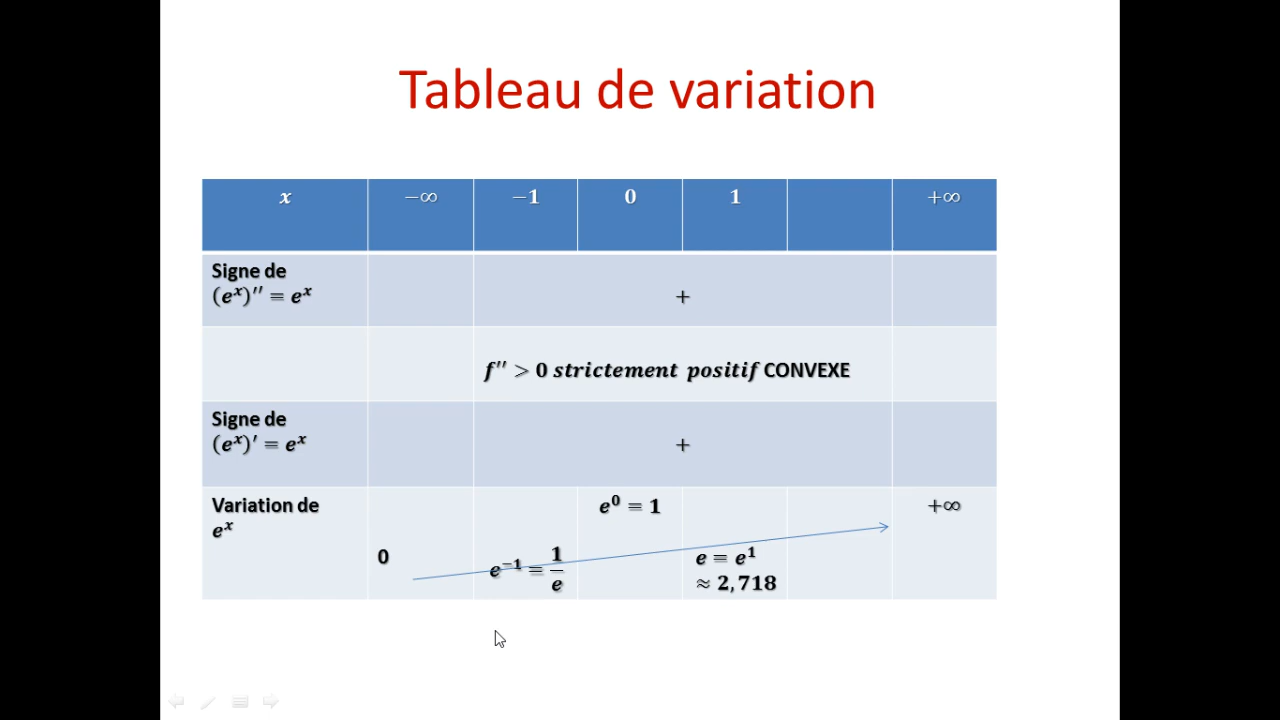 Tableau de variation
x −∞ −1 0 1 +∞
Signe de
(eˣ)′′ = eˣ
+
f′′ > 0 strictement positif CONVEXE
Signe de
(eˣ)′ = eˣ
+
Variation de
eˣ
0
e⁻¹ = 1/e
e⁰ = 1
e = e¹
≈ 2,718
+∞